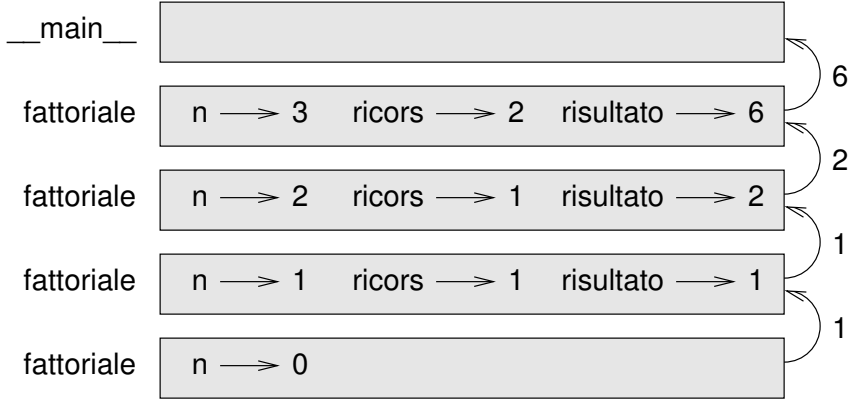 __main__
6
fattoriale n 3 ricors 2 risultato 6
2
fattoriale n 2 ricors 1 risultato 2
1
fattoriale n 1 ricors 1 risultato 1
1
fattoriale n 0